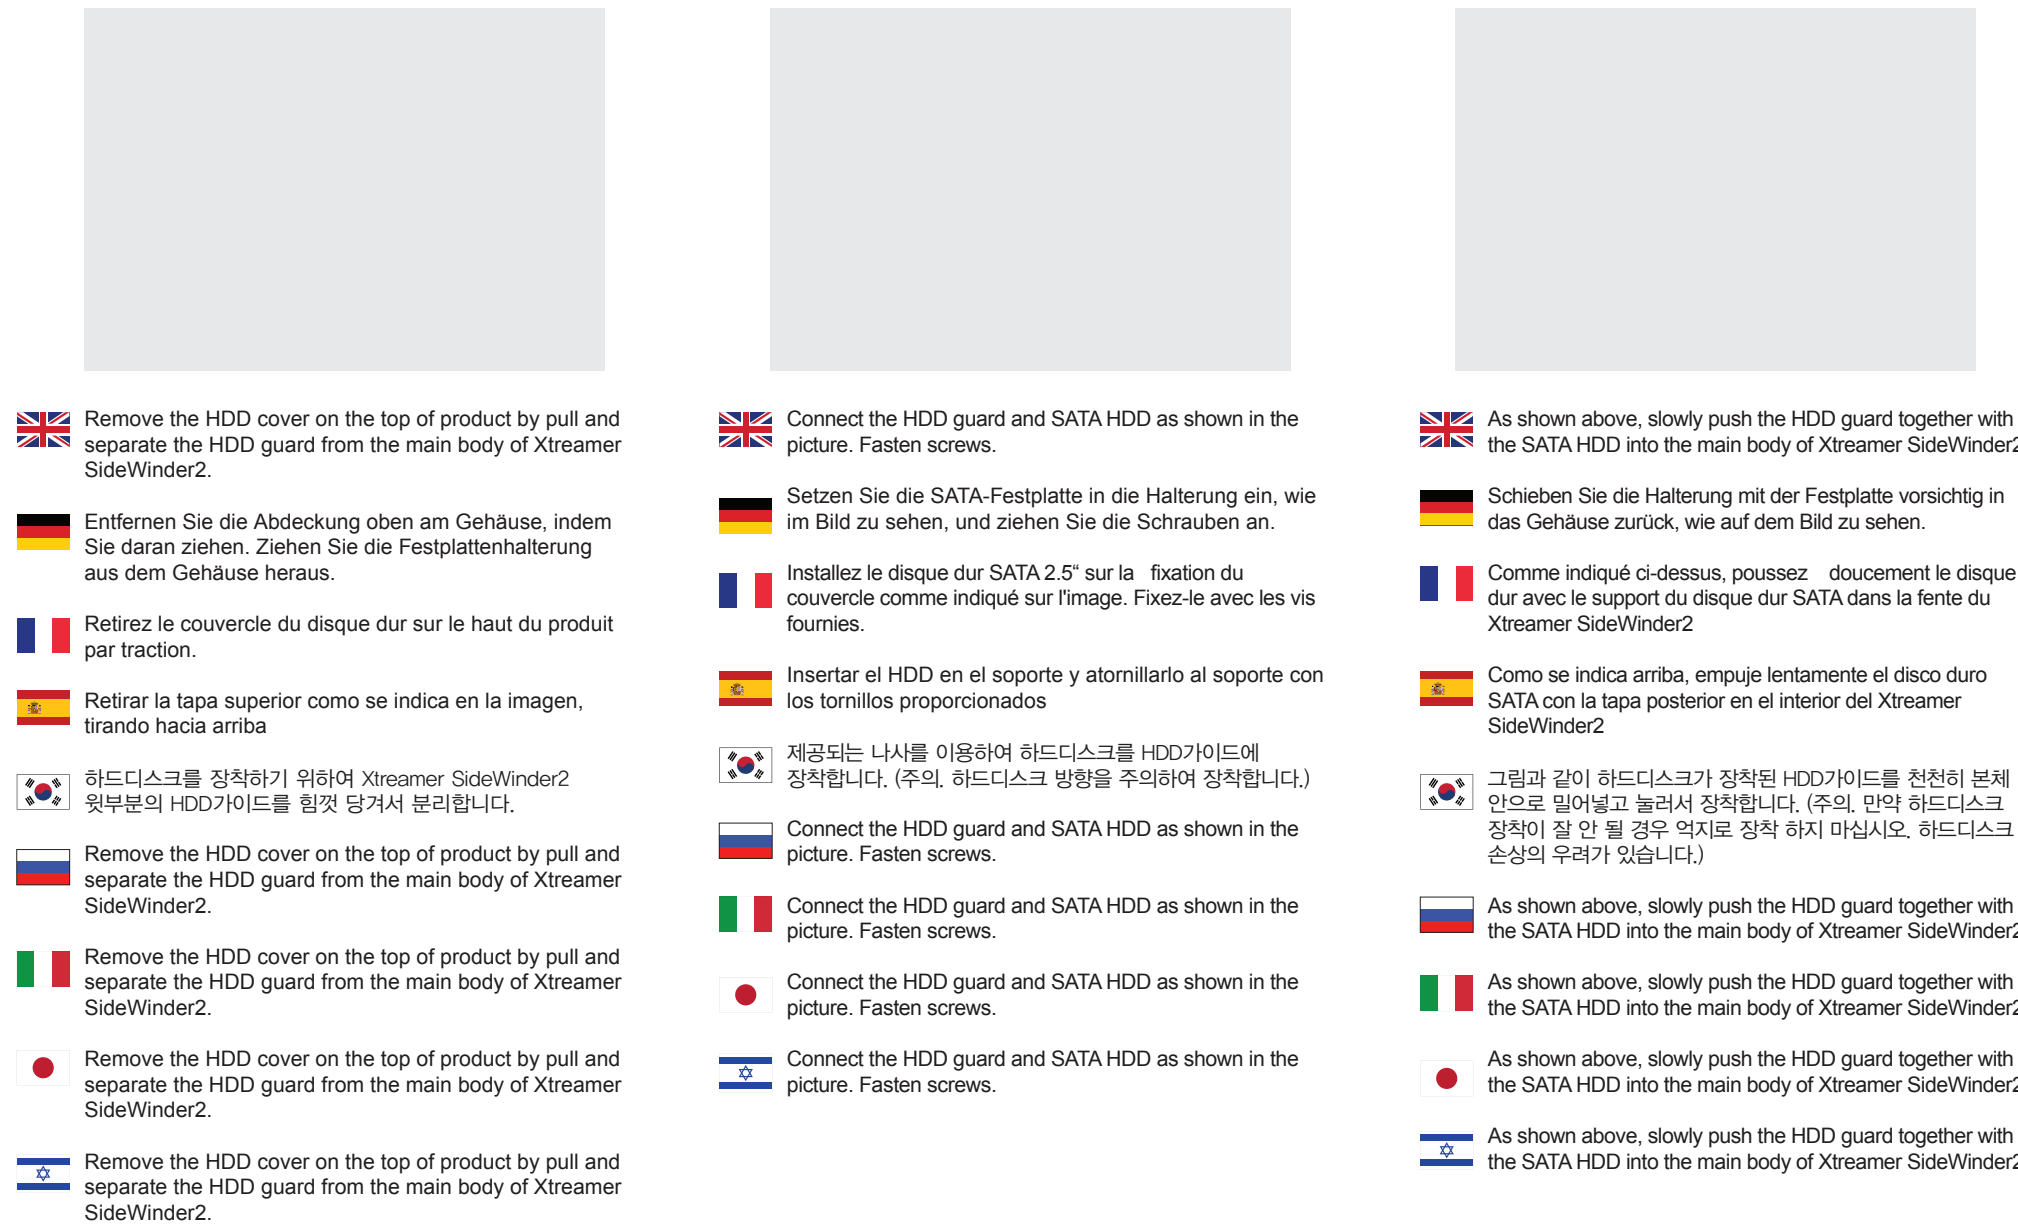 Remove the HDD cover on the top of product by pull and
separate the HDD guard from the main body of Xtreamer
SideWinder2.
Entfernen Sie die Abdeckung oben am Gehäuse, indem
Sie daran ziehen. Ziehen Sie die Festplattenhalterung
aus dem Gehäuse heraus.
Retirez le couvercle du disque dur sur le haut du produit
par traction.
Retirar la tapa superior como se indica en la imagen,
tirando hacia arriba
하드디스크를 장착하기 위하여 Xtreamer SideWinder2
윗부분의 HDD가이드를 힘껏 당겨서 분리합니다.
Remove the HDD cover on the top of product by pull and
separate the HDD guard from the main body of Xtreamer
SideWinder2.
Remove the HDD cover on the top of product by pull and
separate the HDD guard from the main body of Xtreamer
SideWinder2.
Remove the HDD cover on the top of product by pull and
separate the HDD guard from the main body of Xtreamer
SideWinder2.
Remove the HDD cover on the top of product by pull and
separate the HDD guard from the main body of Xtreamer
SideWinder2.
Connect the HDD guard and SATA HDD as shown in the
picture. Fasten screws.
Setzen Sie die SATA-Festplatte in die Halterung ein, wie
im Bild zu sehen, und ziehen Sie die Schrauben an.
Installez le disque dur SATA 2.5“ sur la fixation du
couvercle comme indiqué sur l'image. Fixez-le avec les vis
fournies.
Insertar el HDD en el soporte y atornillarlo al soporte con
los tornillos proporcionados
제공되는 나사를 이용하여 하드디스크를 HDD가이드에
장착합니다. (주의. 하드디스크 방향을 주의하여 장착합니다.)
Connect the HDD guard and SATA HDD as shown in the
picture. Fasten screws.
Connect the HDD guard and SATA HDD as shown in the
picture. Fasten screws.
Connect the HDD guard and SATA HDD as shown in the
picture. Fasten screws.
Connect the HDD guard and SATA HDD as shown in the
picture. Fasten screws.
As shown above, slowly push the HDD guard together with
the SATA HDD into the main body of Xtreamer SideWinder2
Schieben Sie die Halterung mit der Festplatte vorsichtig in
das Gehäuse zurück, wie auf dem Bild zu sehen.
Comme indiqué ci-dessus, poussez doucement le disque
dur avec le support du disque dur SATA dans la fente du
Xtreamer SideWinder2
Como se indica arriba, empuje lentamente el disco duro
SATA con la tapa posterior en el interior del Xtreamer
SideWinder2
그림과 같이 하드디스크가 장착된 HDD가이드를 천천히 본체
안으로 밀어넣고 눌러서 장착합니다. (주의. 만약 하드디스크
장착이 잘 안 될 경우 억지로 장착 하지 마십시오. 하드디스크
손상의 우려가 있습니다.)
As shown above, slowly push the HDD guard together with
the SATA HDD into the main body of Xtreamer SideWinder2
As shown above, slowly push the HDD guard together with
the SATA HDD into the main body of Xtreamer SideWinder2
As shown above, slowly push the HDD guard together with
the SATA HDD into the main body of Xtreamer SideWinder2
As shown above, slowly push the HDD guard together with
the SATA HDD into the main body of Xtreamer SideWinder2